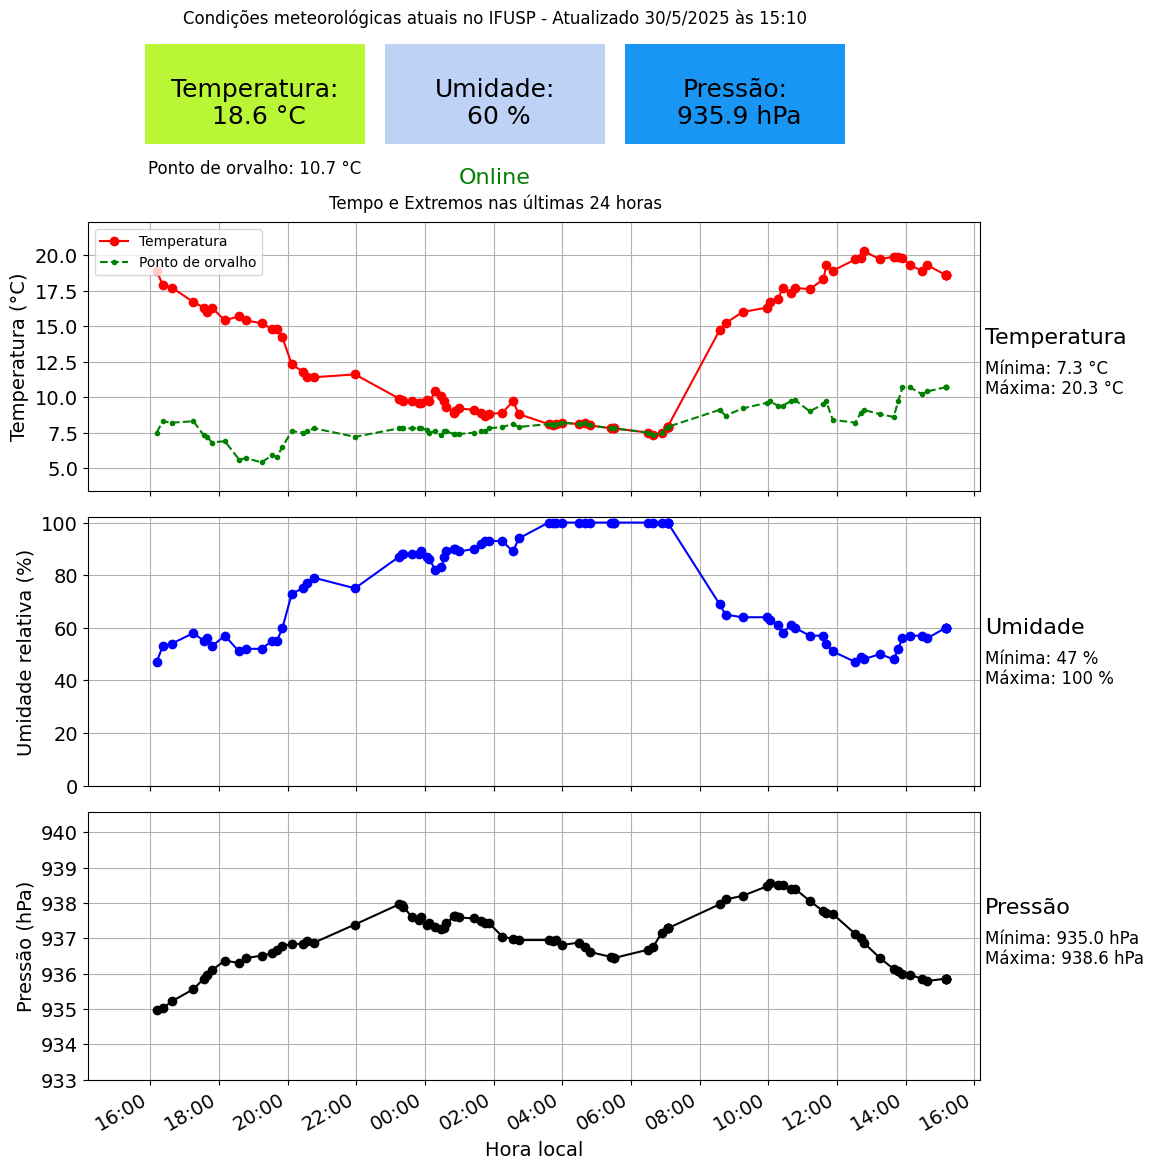 Condições meteorológicas atuais no IFUSP - Atualizado 30/5/2025 às 15:10
Temperatura:
18.6 °C
Umidade:
60 %
Pressão:
935.9 hPa
Ponto de orvalho: 10.7 °C
Online
Tempo e Extremos nas últimas 24 horas
Temperatura (°C)
20.0
17.5
15.0
12.5
10.0
7.5
5.0
Temperatura
Ponto de orvalho
Temperatura
Mínima: 7.3 °C
Máxima: 20.3 °C
Umidade relativa (%)
100
80
60
40
20
0
Umidade
Mínima: 47 %
Máxima: 100 %
Pressão (hPa)
940
939
938
937
936
935
934
933
Pressão
Mínima: 935.0 hPa
Máxima: 938.6 hPa
16:00 18:00 20:00 22:00 00:00 02:00 04:00 06:00 08:00 10:00 12:00 14:00 16:00
Hora local